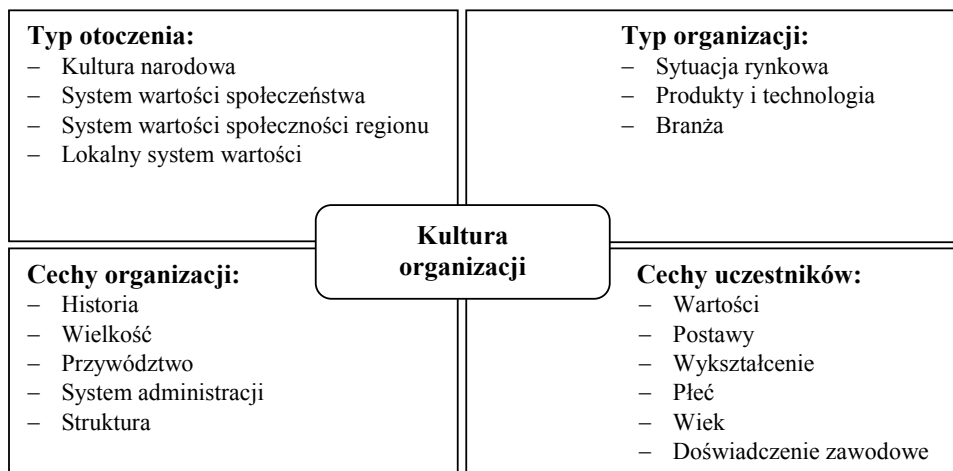 Typ otoczenia:
– Kultura narodowa
– System wartości społeczeństwa
– System wartości społeczności regionu
– Lokalny system wartości
Typ organizacji:
– Sytuacja rynkowa
– Produkty i technologia
– Branża
Kultura
organizacji
Cechy organizacji:
– Historia
– Wielkość
– Przywództwo
– System administracji
– Struktura
Cechy uczestników:
– Wartości
– Postawy
– Wykształcenie
– Płeć
– Wiek
– Doświadczenie zawodowe